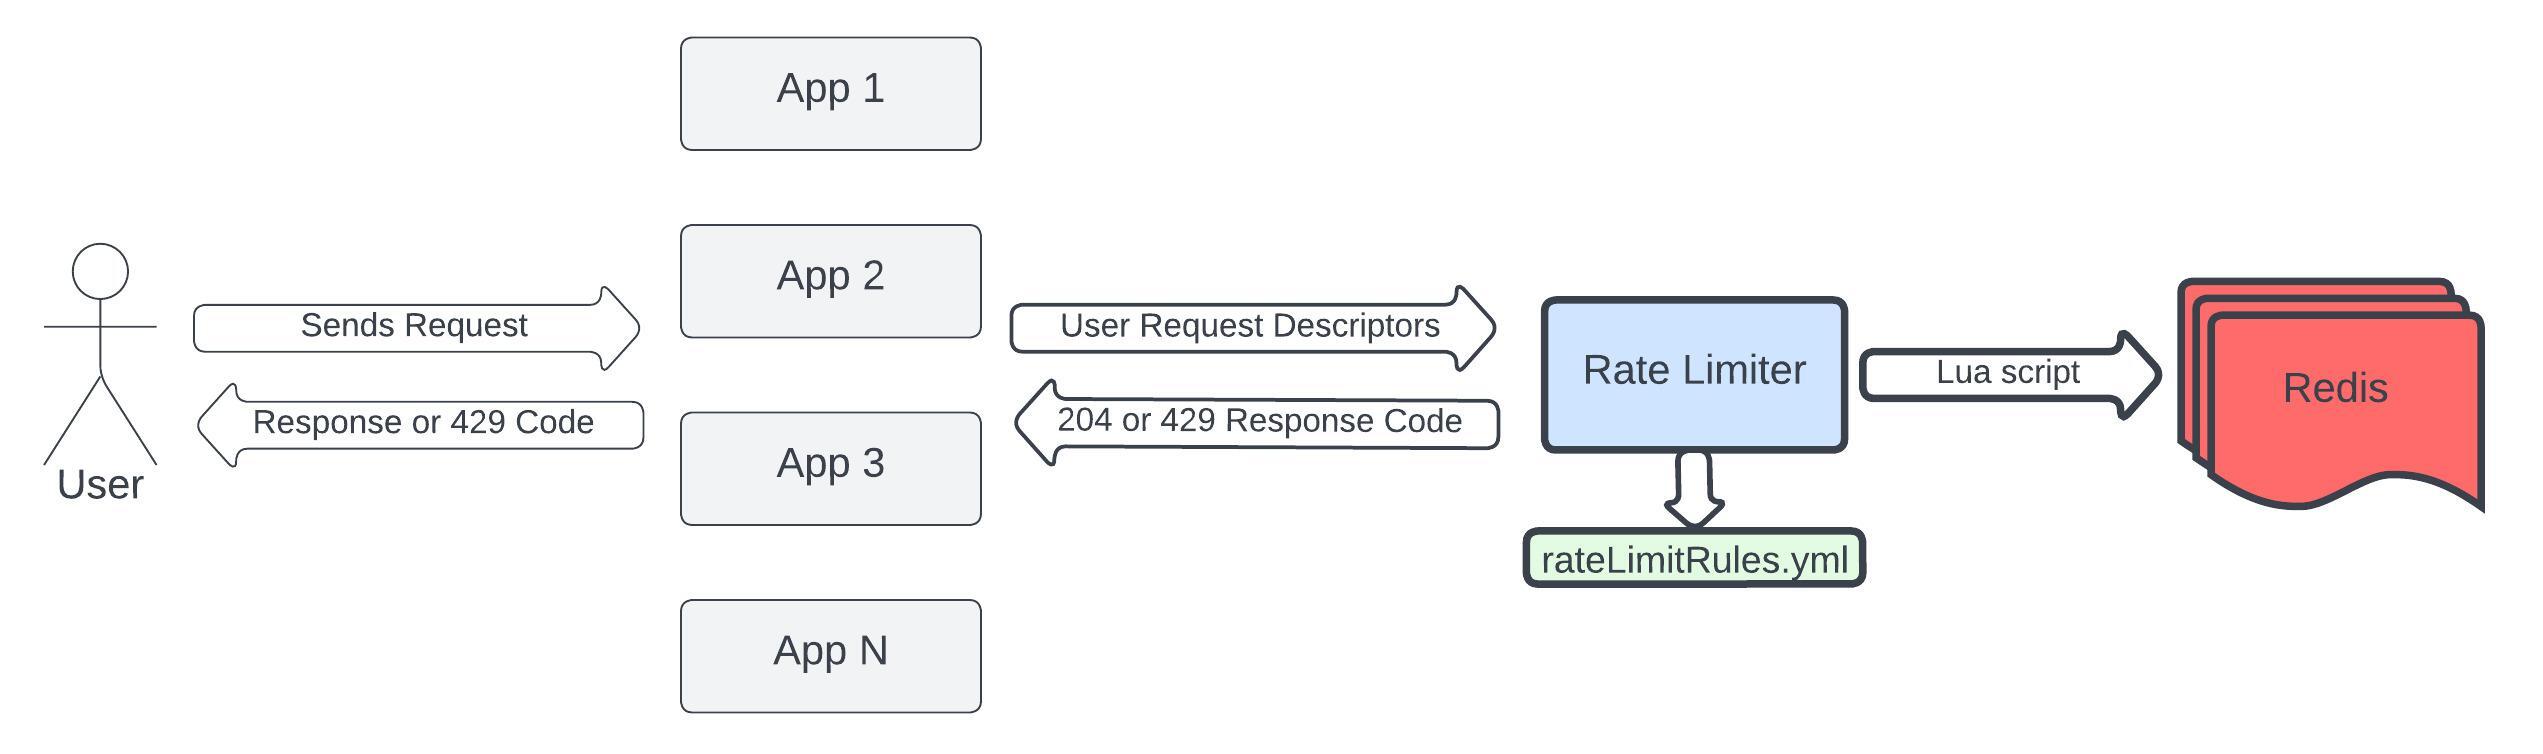 User
Sends Request
Response or 429 Code
App 1
App 2
App 3
App N
User Request Descriptors
204 or 429 Response Code
Rate Limiter
rateLimitRules.yml
Lua script
Redis